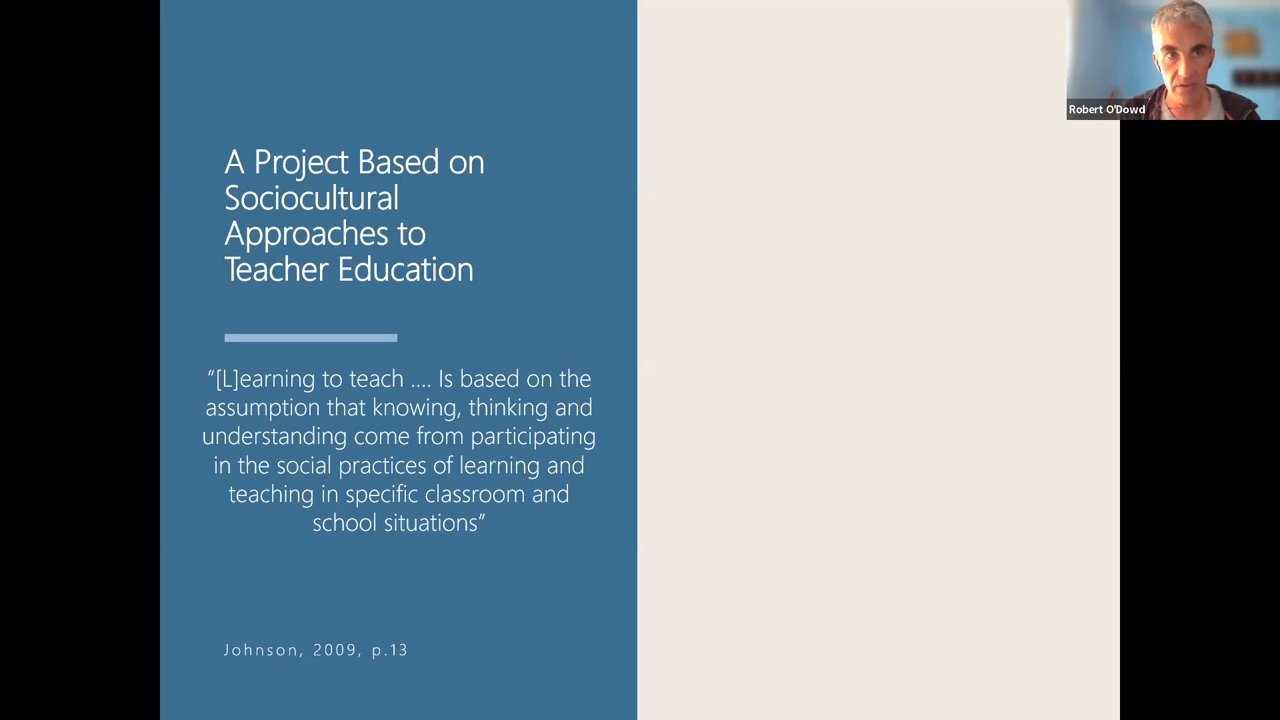 A Project Based on
Sociocultural
Approaches to
Teacher Education
“[L]earning to teach .... Is based on the
assumption that knowing, thinking and
understanding come from participating
in the social practices of learning and
teaching in specific classroom and
school situations”
Johnson, 2009, p.13
Robert O'Dowd